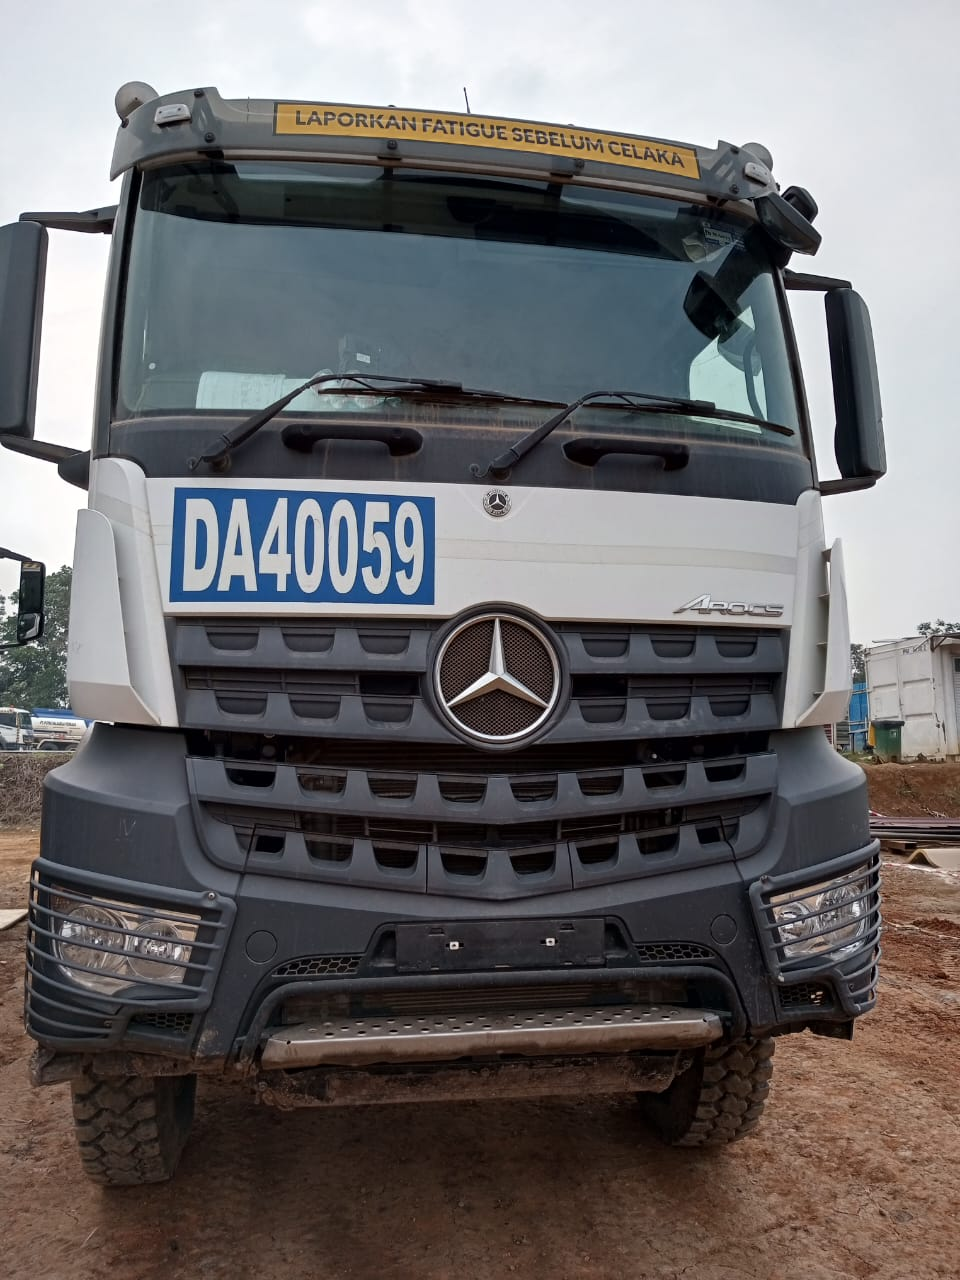 LAPORKAN FATIGUE SEBELUM CELAKA
DA40059
AROCS